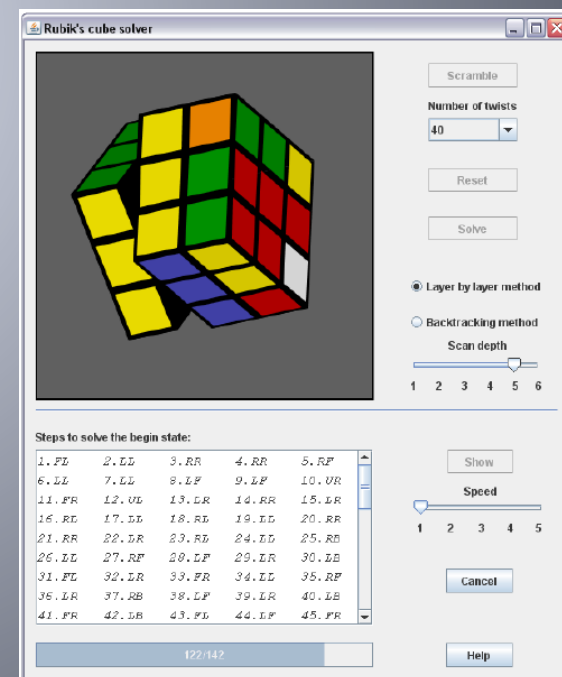 Rubik's cube solver
Scramble
Number of twists
40
Reset
Solve
Layer by layer method
Backtracking method
Scan depth
1 2 3 4 5 6
Steps to solve the begin state:
1.FL 2.LL 3.RR 4.RR 5.RF
6.LL 7.LL 8.LF 9.LF 10.UR
11.FR 12.UL 13.LR 14.RR 15.LR
16.RL 17.LL 18.RL 19.LL 20.RR
21.RR 22.LR 23.RL 24.LL 25.RB
26.LL 27.RF 28.LF 29.LR 30.LB
31.FL 32.LR 33.FR 34.LL 35.RF
36.LR 37.RB 38.LF 39.LR 40.LB
41.FR 42.LB 43.FL 44.LF 45.FR
Show
Speed
1 2 3 4 5
Cancel
122/142
Help